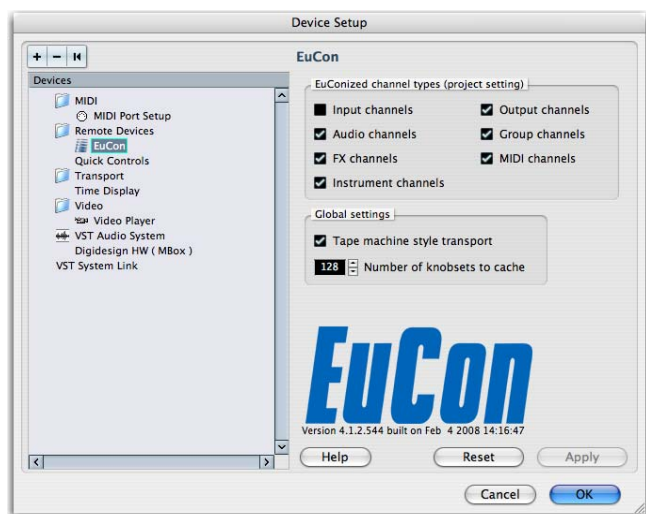 Device Setup
Devices
MIDI
MIDI Port Setup
Remote Devices
EuCon
Quick Controls
Transport
Time Display
Video
Video Player
VST Audio System
Digidesign HW ( MBox )
VST System Link
EuCon
EuConized channel types (project setting)
Input channels
Output channels
Audio channels
Group channels
FX channels
MIDI channels
Instrument channels
Global settings
Tape machine style transport
128 Number of knobsets to cache
EuCon
Version 4.1.2.544 built on Feb 4 2008 14:16:47
Help Reset Apply
Cancel OK